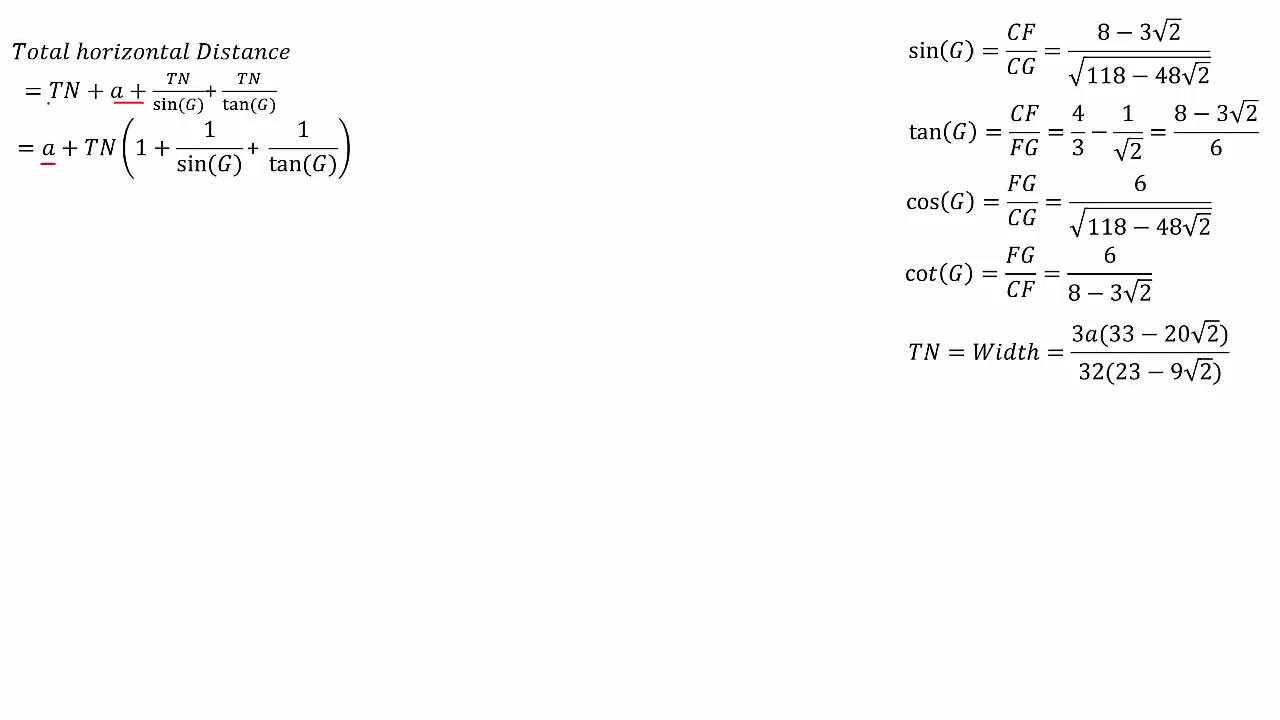 Total horizontal Distance
= TN + a + TN/sin(G) + TN/tan(G)
= a + TN(1 + 1/sin(G) + 1/tan(G))
sin(G) = CF/CG = (8 − 3√2)/√(118 − 48√2)
tan(G) = CF/FG = 4/3 − 1/√2 = (8 − 3√2)/6
cos(G) = FG/CG = 6/√(118 − 48√2)
cot(G) = FG/CF = 6/(8 − 3√2)
TN = Width = 3a(33 − 20√2)/32(23 − 9√2)